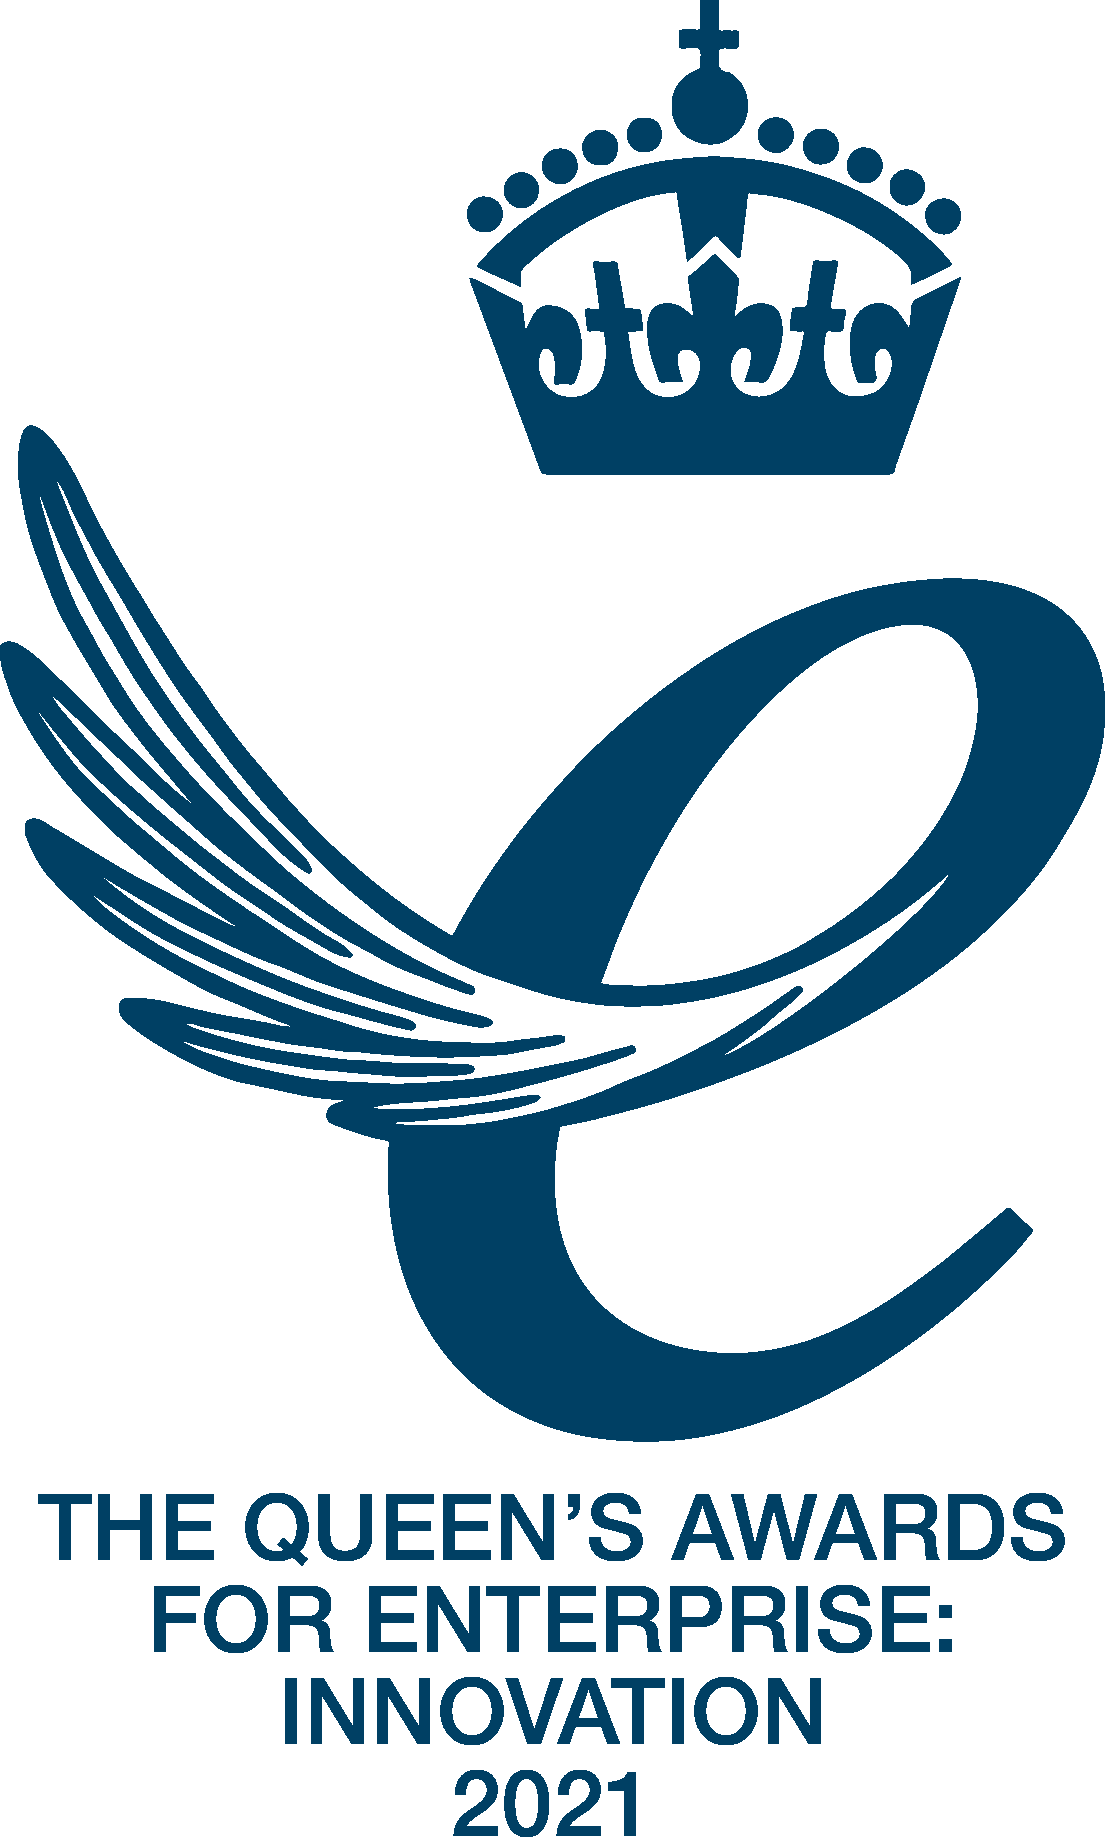 THE QUEEN’S AWARDS
FOR ENTERPRISE:
INNOVATION
2021